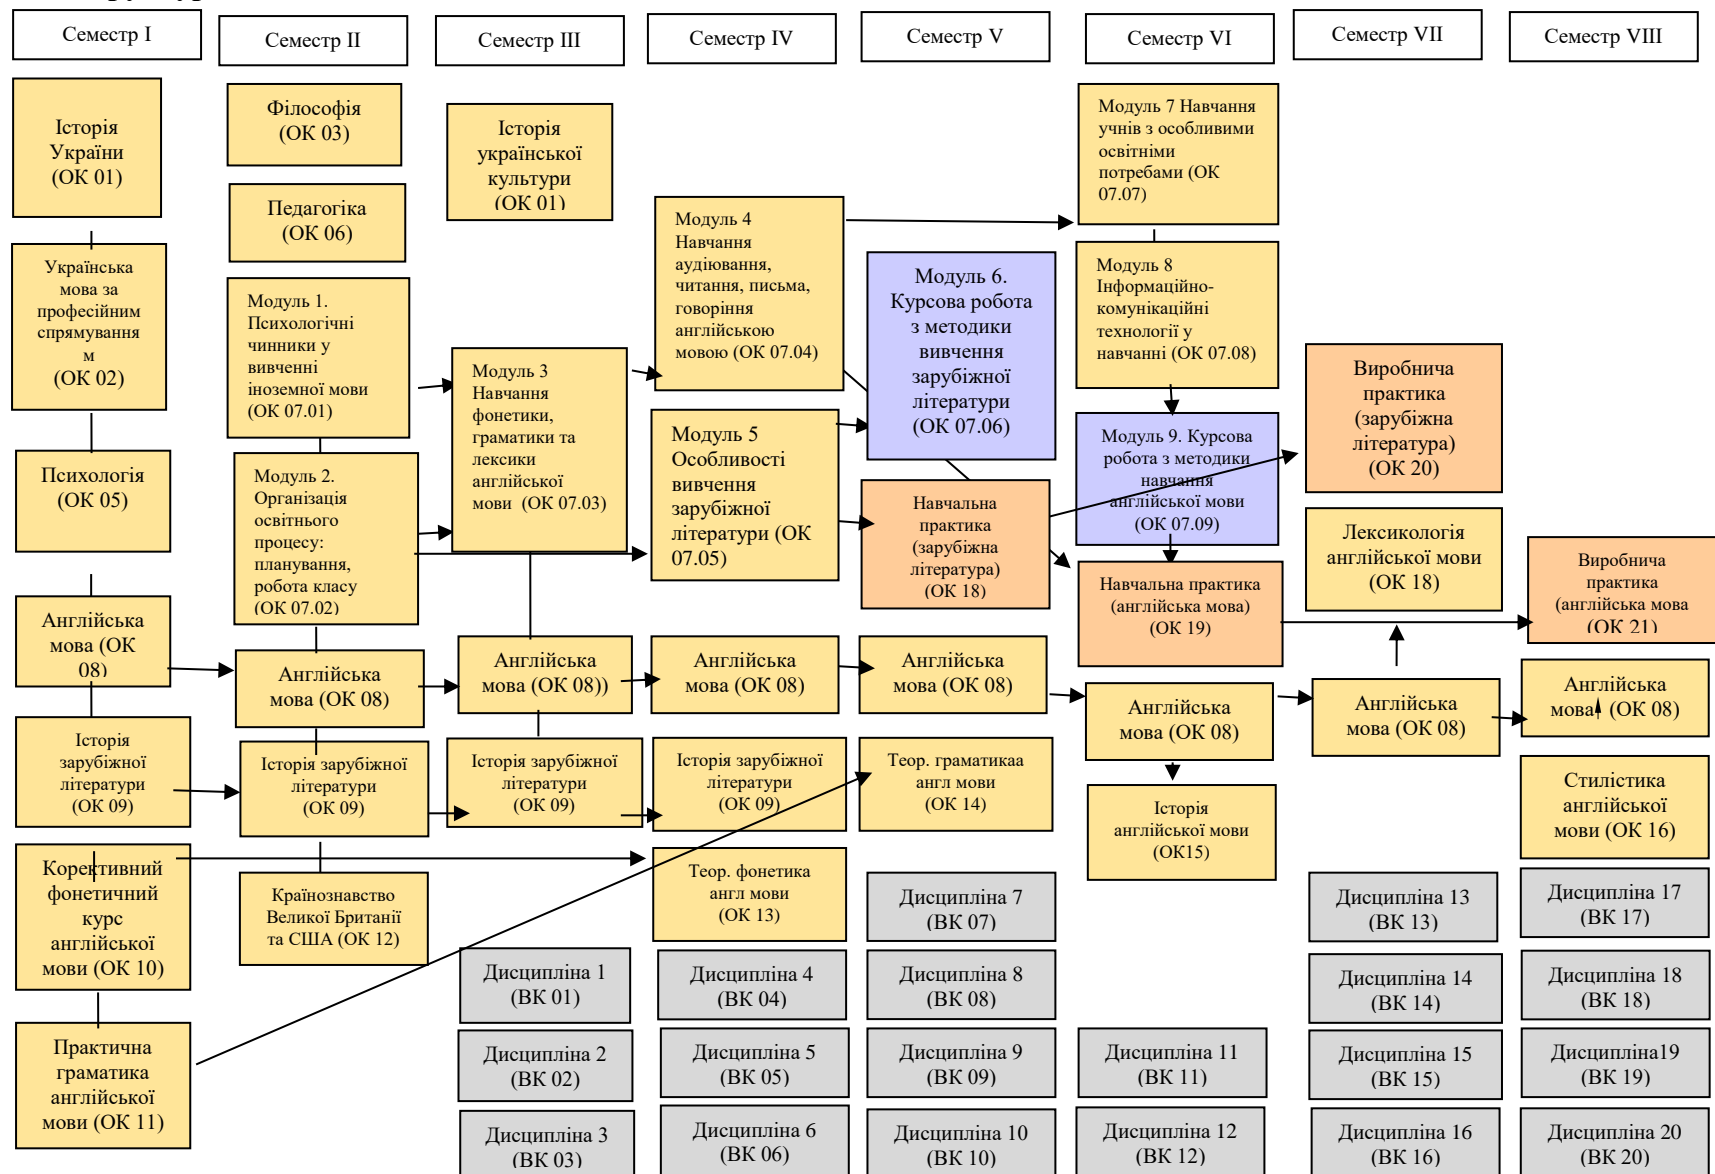 Семестр I
Семестр II
Семестр III
Семестр IV
Семестр V
Семестр VI
Семестр VII
Семестр VIII
Історія
України
(ОК 01)
Українська
мова за
професійним
спрямування
м
(ОК 02)
Психологія
(ОК 05)
Англійська
мова (ОК
08)
Історія
зарубіжної
літератури
(ОК 09)
Корективний
фонетичний
курс
англійської
мови (ОК 10)
Практична
граматика
англійської
мови (ОК 11)
Філософія
(ОК 03)
Педагогіка
(ОК 06)
Модуль 1.
Психологічні
чинники у
вивченні
іноземної мови
(ОК 07.01)
Модуль 2.
Організація
освітнього
процесу:
планування,
робота класу
(ОК 07.02)
Англійська
мова (ОК 08)
Історія зарубіжної
літератури
(ОК 09)
Країнознавство
Великої Британії
та США (ОК 12)
Історія
української
культури
(ОК 01)
Модуль 3
Навчання
фонетики,
граматики та
лексики
англійської
мови (ОК 07.03)
Англійська
мова (ОК 08))
Історія зарубіжної
літератури
(ОК 09)
Дисципліна 1
(ВК 01)
Дисципліна 2
(ВК 02)
Дисципліна 3
(ВК 03)
Модуль 4
Навчання
аудіювання,
читання, письма,
говоріння
англійською
мовою (ОК 07.04)
Модуль 5
Особливості
вивчення
зарубіжної
літератури (ОК
07.05)
Англійська
мова (ОК 08)
Історія зарубіжної
літератури
(ОК 09)
Теор. фонетика
англ мови
(ОК 13)
Дисципліна 4
(ВК 04)
Дисципліна 5
(ВК 05)
Дисципліна 6
(ВК 06)
Модуль 6.
Курсова робота
з методики
вивчення
зарубіжної
літератури
(ОК 07.06)
Навчальна
практика
(зарубіжна
література)
(ОК 18)
Англійська
мова (ОК 08)
Теор. граматикаа
англ мови
(ОК 14)
Дисципліна 7
(ВК 07)
Дисципліна 8
(ВК 08)
Дисципліна 9
(ВК 09)
Дисципліна 10
(ВК 10)
Модуль 7 Навчання
учнів з особливими
освітніми
потребами (ОК
07.07)
Модуль 8
Інформаційно-
комунікаційні
технології у
навчанні (ОК 07.08)
Модуль 9. Курсова
робота з методики
навчання
англійської мови
(ОК 07.09)
Навчальна практика
(англійська мова)
(ОК 19)
Англійська
мова (ОК 08)
Історія
англійської мови
(ОК15)
Дисципліна 11
(ВК 11)
Дисципліна 12
(ВК 12)
Виробнича
практика
(зарубіжна
література)
(ОК 20)
Лексикологія
англійської мови
(ОК 18)
Англійська
мова (ОК 08)
Дисципліна 13
(ВК 13)
Дисципліна 14
(ВК 14)
Дисципліна 15
(ВК 15)
Дисципліна 16
(ВК 16)
Виробнича
практика
(англійська мова
(ОК 21)
Англійська
мова (ОК 08)
Стилістика
англійської
мови (ОК 16)
Дисципліна 17
(ВК 17)
Дисципліна 18
(ВК 18)
Дисципліна19
(ВК 19)
Дисципліна 20
(ВК 20)